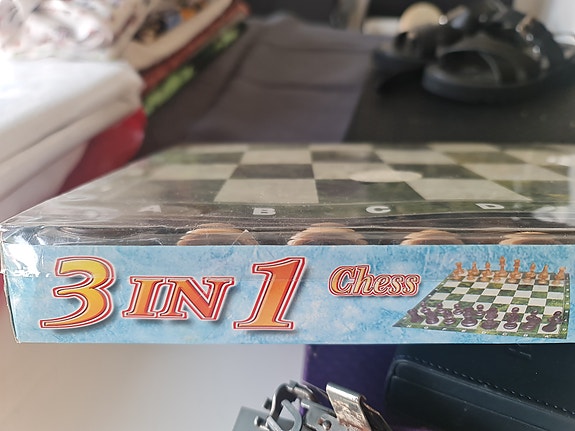 A B C D
3 IN 1 Chess